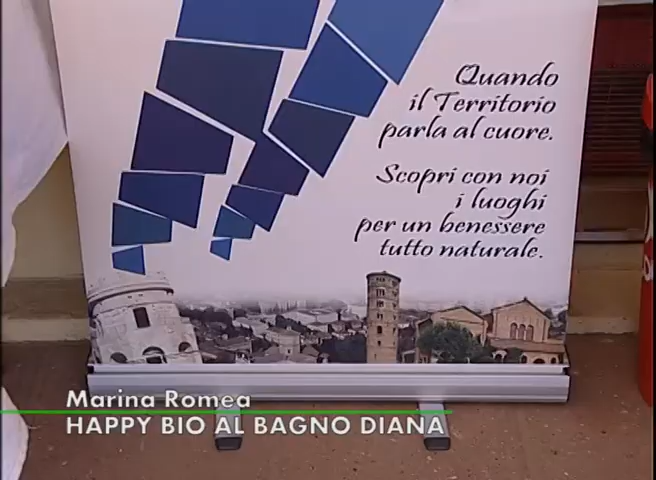 Quando
il Territorio
parla al cuore.
Scopri con noi
i luoghi
per un benessere
tutto naturale.
Marina Romea
HAPPY BIO AL BAGNO DIANA